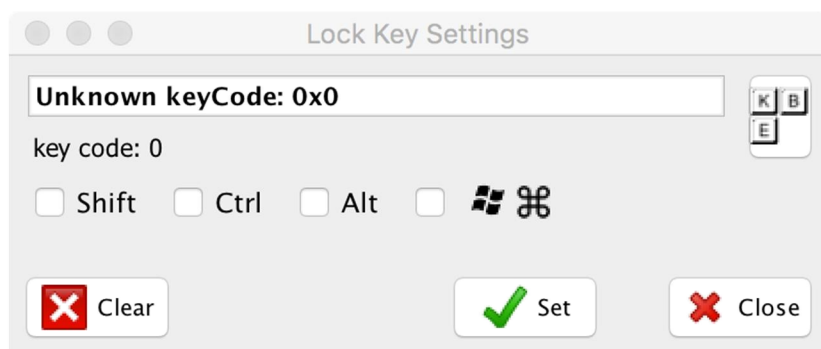 Lock Key Settings
Unknown keyCode: 0x0
K B
E
key code: 0
Shift Ctrl Alt ⌘
Clear Set Close